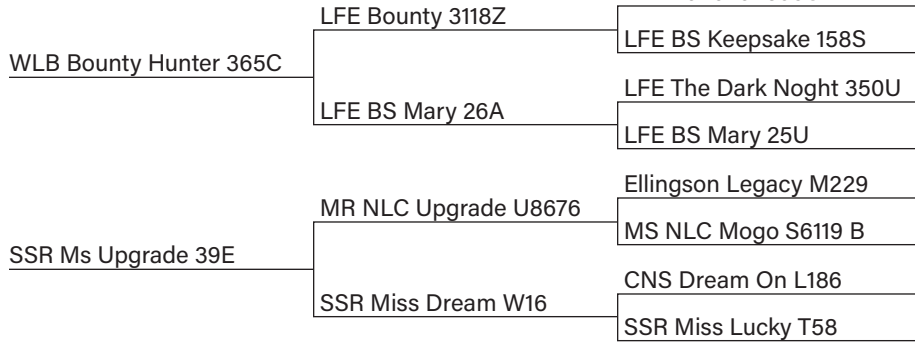 LFE Bounty 3118Z
LFE BS Keepsake 158S
WLB Bounty Hunter 365C
LFE The Dark Noght 350U
LFE BS Mary 26A
LFE BS Mary 25U
Ellingson Legacy M229
MR NLC Upgrade U8676
MS NLC Mogo S6119 B
SSR Ms Upgrade 39E
CNS Dream On L186
SSR Miss Dream W16
SSR Miss Lucky T58